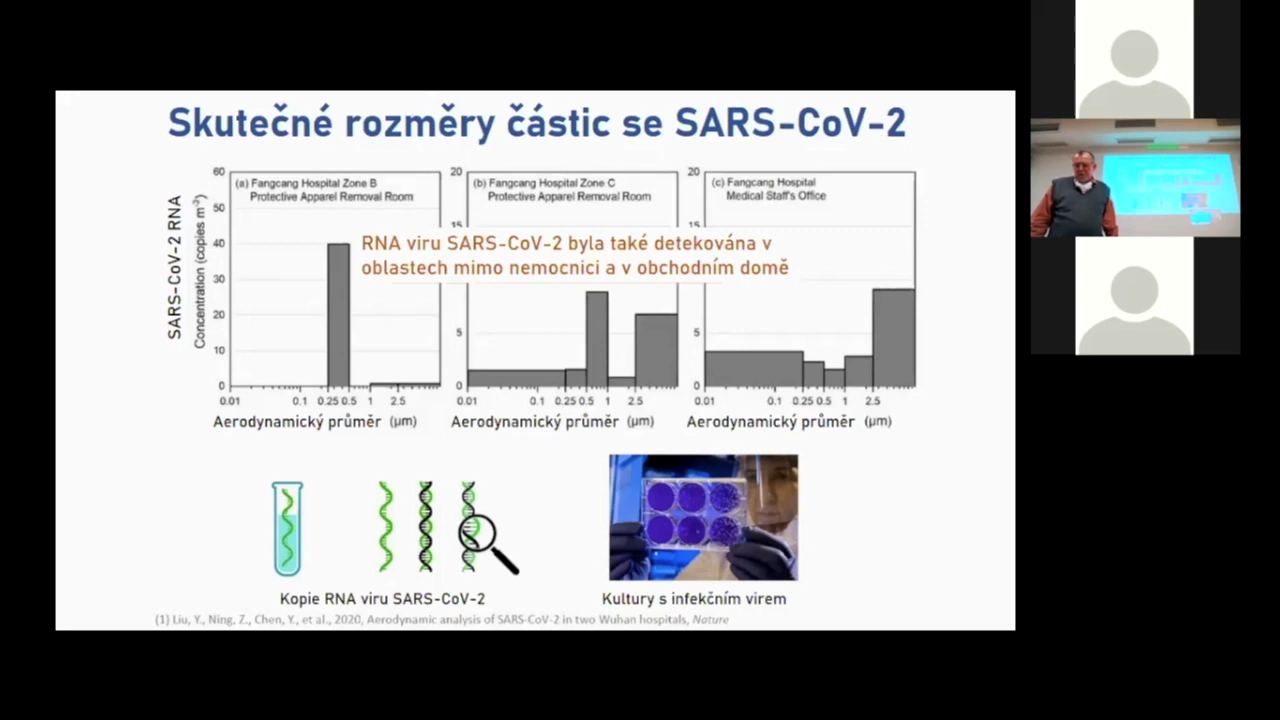 Skutečné rozměry částic se SARS-CoV-2
SARS-CoV-2 RNA
Concentration (copies m⁻³)
60
50
40
30
20
10
0
(a) Fangcang Hospital Zone B
Protective Apparel Removal Room
0.01 0.1 0.25 0.5 1 2.5
Aerodynamický průměr (µm)
20
15
5
0
(b) Fangcang Hospital Zone C
Protective Apparel Removal Room
0.01 0.1 0.25 0.5 1 2.5
Aerodynamický průměr (µm)
20
15
5
0
(c) Fangcang Hospital
Medical Staff's Office
0.01 0.1 0.25 0.5 1 2.5
Aerodynamický průměr (µm)
RNA viru SARS-CoV-2 byla také detekována v
oblastech mimo nemocnici a v obchodním domě
Kopie RNA viru SARS-CoV-2
Kultury s infekčním virem
(1) Liu, Y., Ning, Z., Chen, Y., et al., 2020, Aerodynamic analysis of SARS-CoV-2 in two Wuhan hospitals, Nature